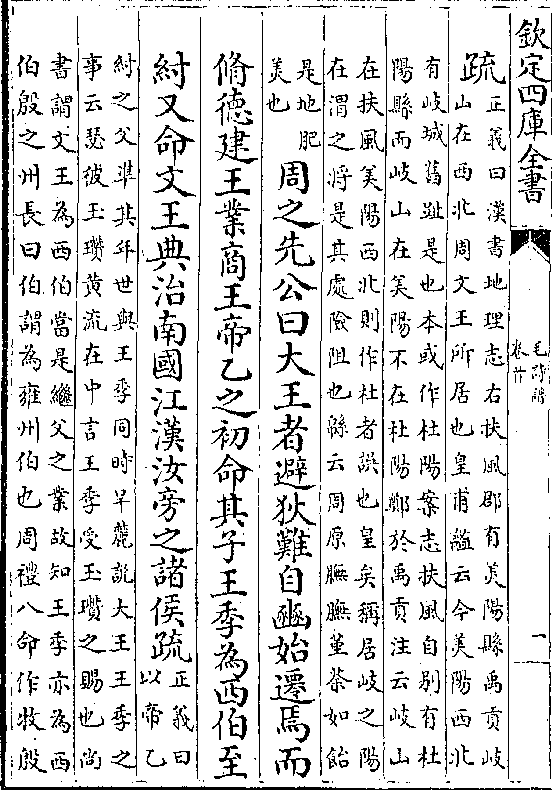 欽定四庫全書
毛詩譜
卷首
一
疏正義曰漢書地理志右扶風郡有美陽縣禹貢岐
山在西北周文王所居也皇甫謐云今美陽西北
有岐城舊趾是也本或作杜陽案志扶風自别有杜
陽縣而岐山在美陽不在杜陽鄭於禹貢注云岐山
在扶風美陽西北則作杜者誤也皇矣稱居岐之陽
在渭之将是其處險阻也緜云周原膴膴堇荼如飴
是地肥
美也
周之先公曰大王者避狄難自豳始遷焉而
脩德建王業商王帝乙之初命其子王季為西伯至
紂又命文王典治南國江漢汝旁之諸侯疏
正義曰
以帝乙
紂之父準其年世與王季同時旱麓説大王王季之
事云瑟彼玉瓚黄流在中言王季受玉瓚之賜也尚
書謂文王為西伯當是繼父之業故知王季亦為西
伯殷之州長曰伯謂為雍州伯也周禮八命作牧殷